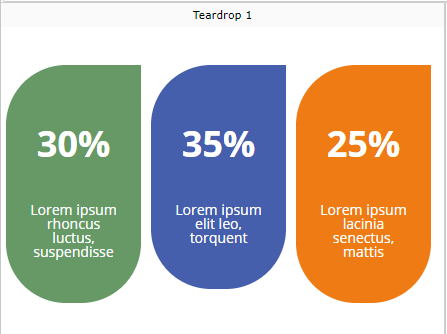 Teardrop 1
30%
Lorem ipsum
rhoncus
luctus,
suspendisse
35%
Lorem ipsum
elit leo,
torquent
25%
Lorem ipsum
lacinia
senectus,
mattis